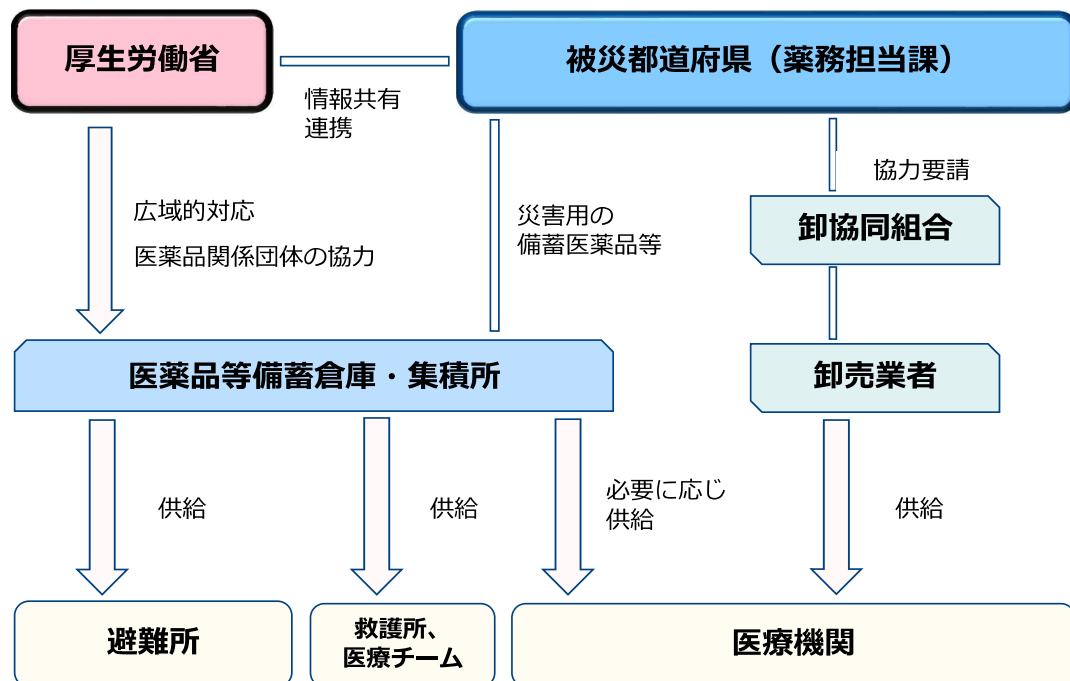 厚生労働省
被災都道府県（薬務担当課）
情報共有
連携
協力要請
広域的対応
医薬品関係団体の協力
災害用の
備蓄医薬品等
卸協同組合
医薬品等備蓄倉庫・集積所
卸売業者
供給
供給
必要に応じ
供給
供給
避難所
救護所、
医療チーム
医療機関